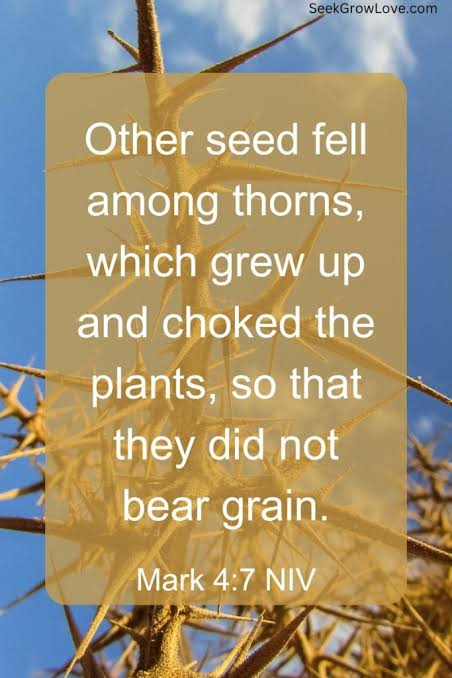 SeekGrowLove.com
Other seed fell
among thorns,
which grew up
and choked the
plants, so that
they did not
bear grain.
Mark 4:7 NIV